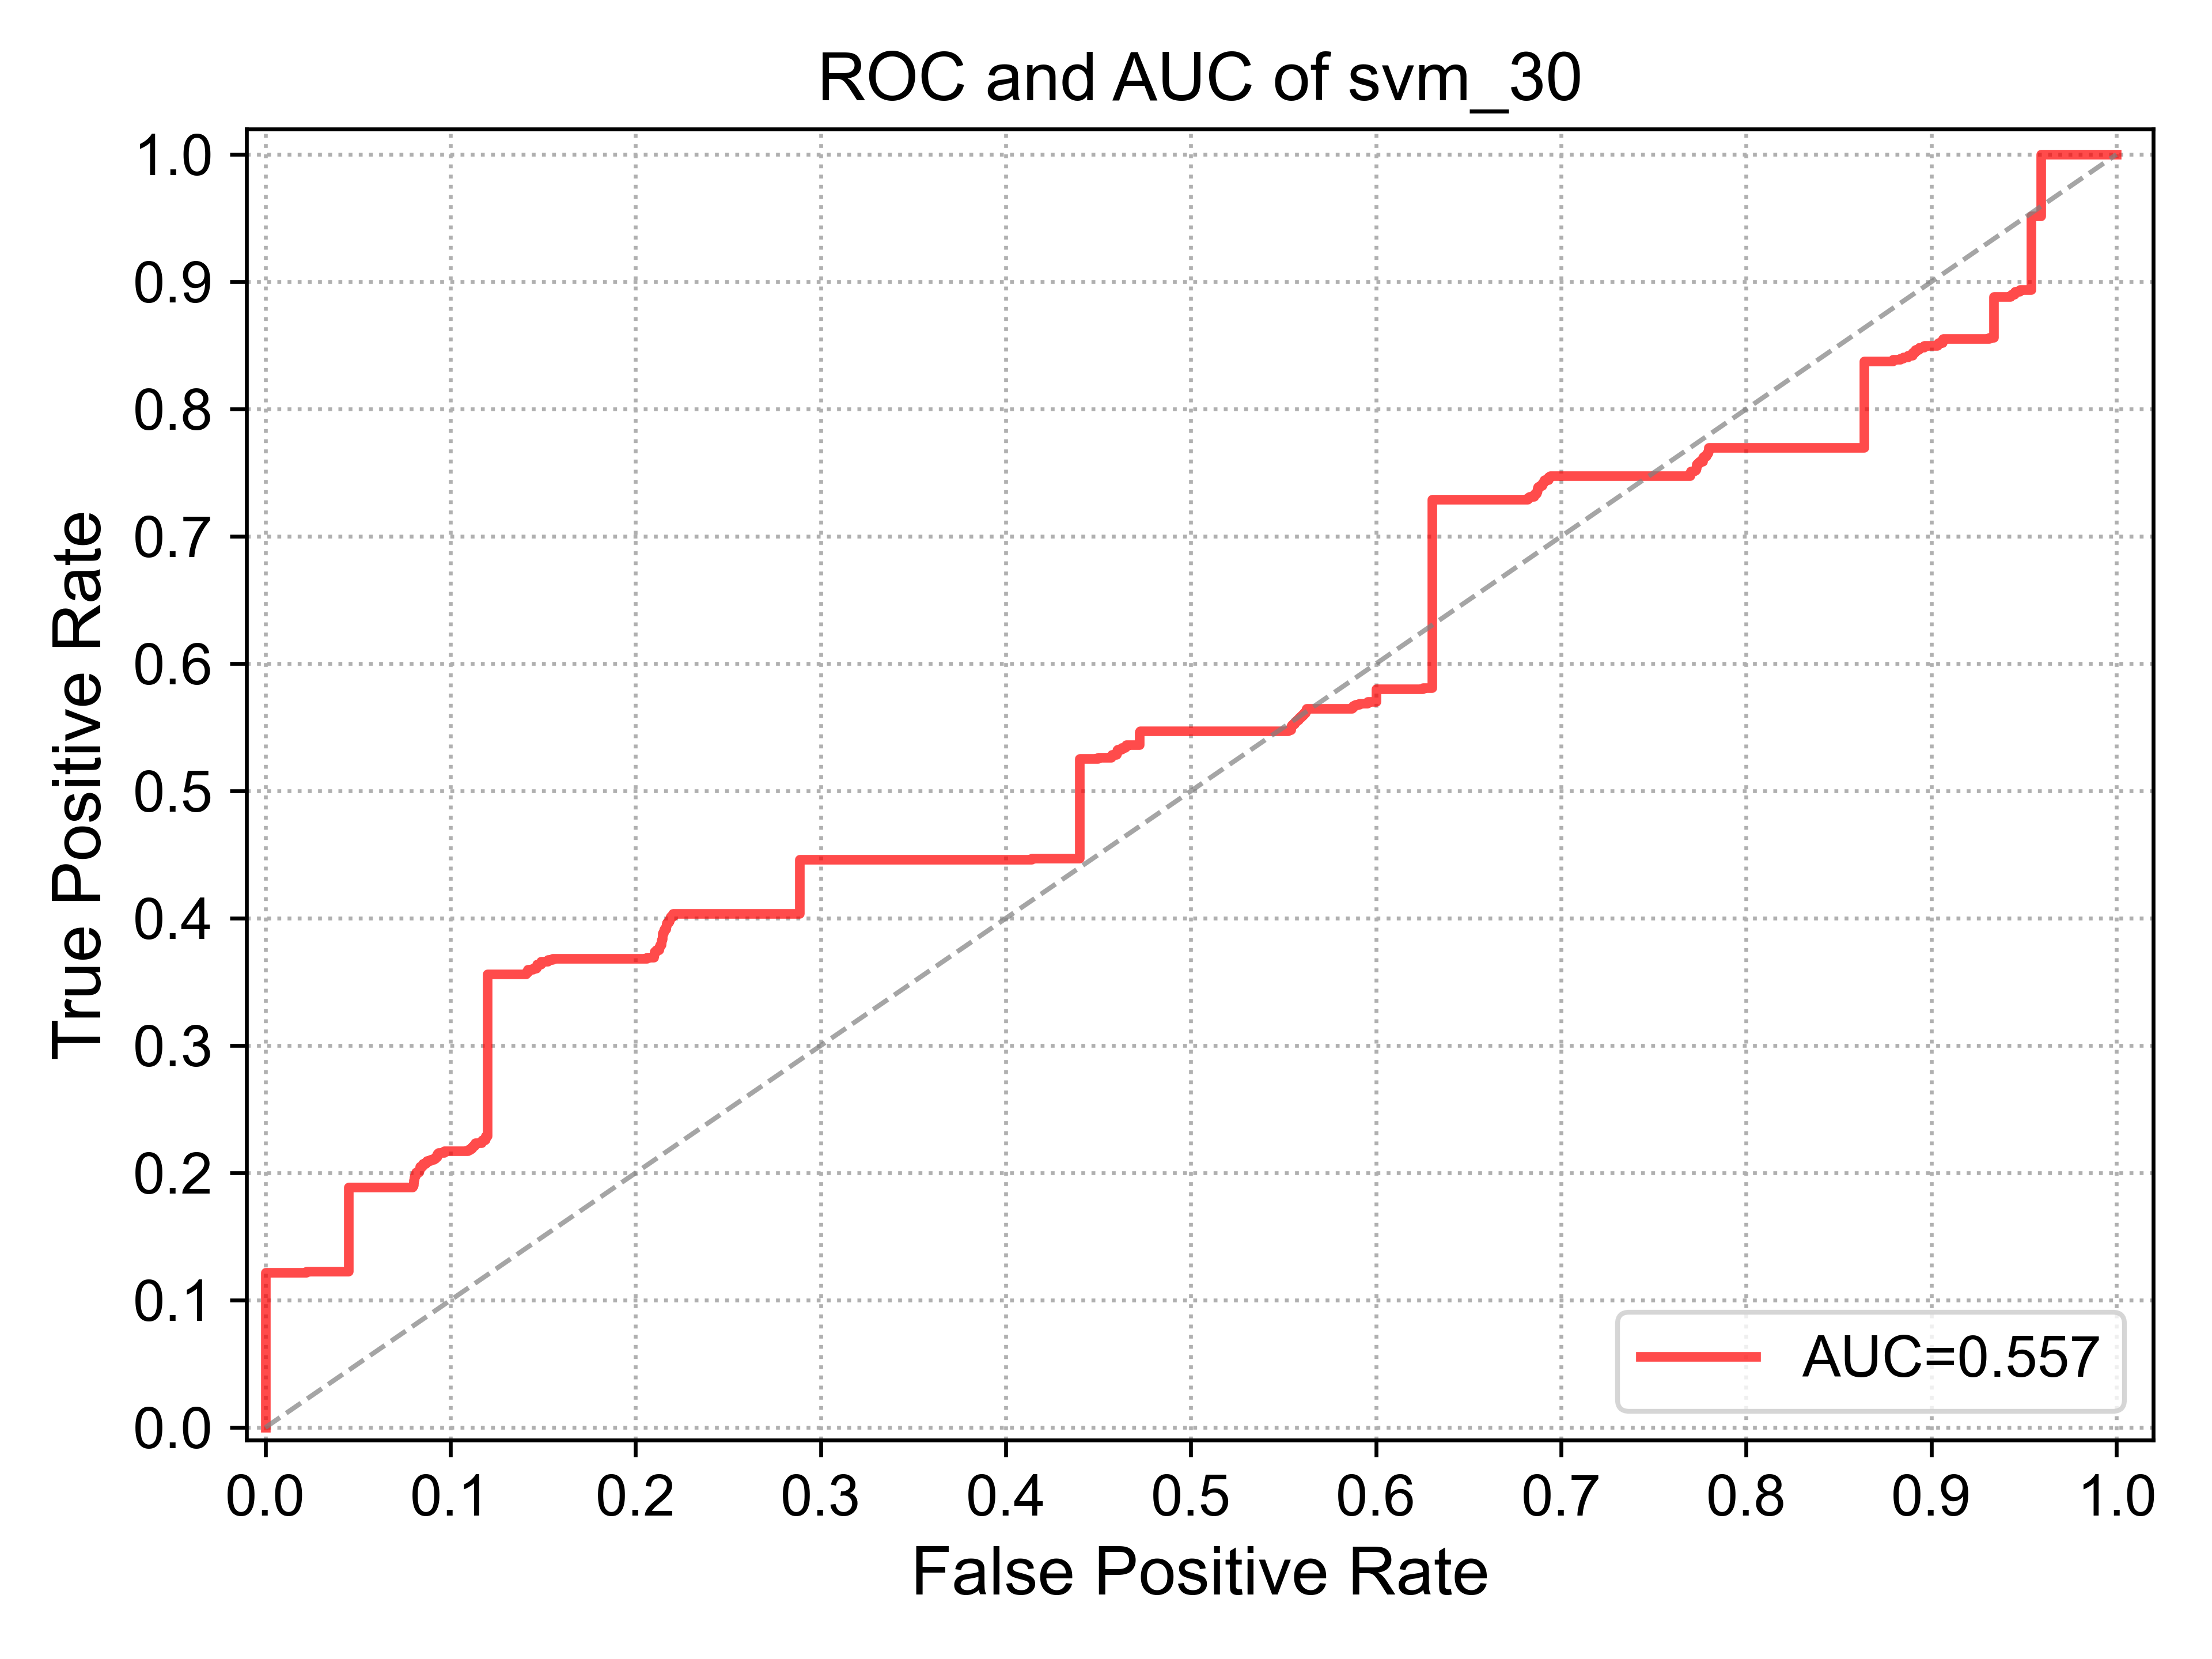 ROC and AUC of svm_30
True Positive Rate
1.0
0.9
0.8
0.7
0.6
0.5
0.4
0.3
0.2
0.1
0.0
AUC=0.557
0.0 0.1 0.2 0.3 0.4 0.5 0.6 0.7 0.8 0.9 1.0
False Positive Rate